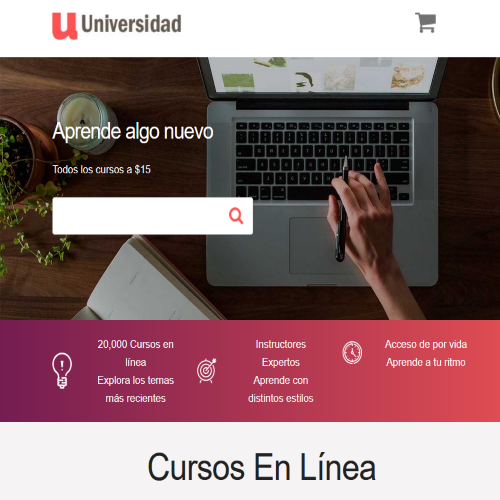 u Universidad
Aprende algo nuevo
Todos los cursos a $15
20,000 Cursos en
línea
Explora los temas
más recientes
Instructores
Expertos
Aprende con
distintos estilos
Acceso de por vida
Aprende a tu ritmo
Cursos En Línea